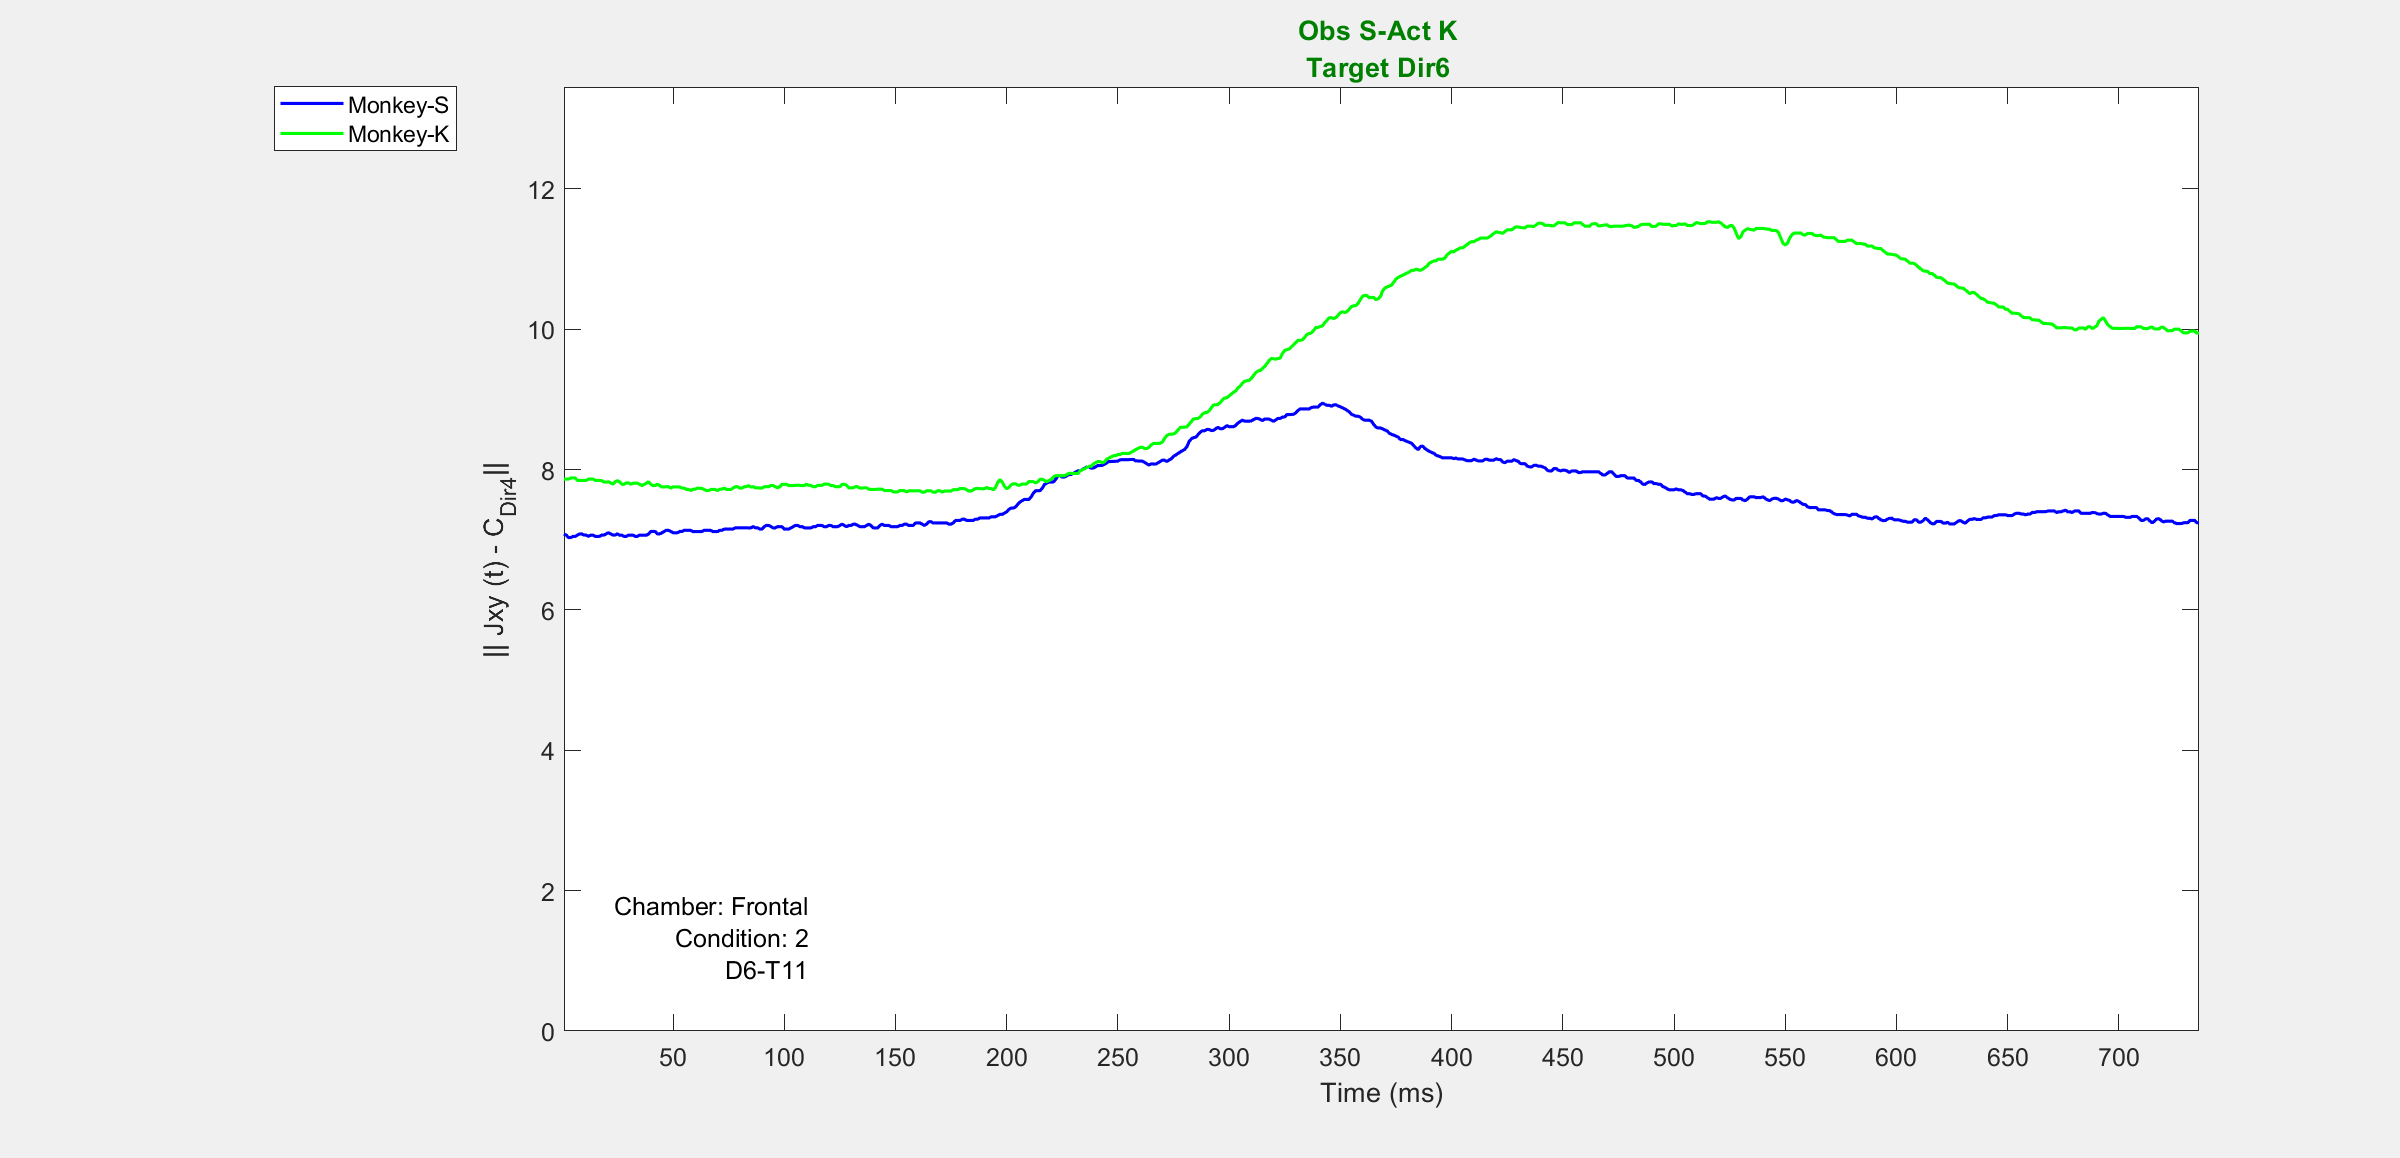 Obs S-Act K
Target Dir6
Monkey-S
Monkey-K
|| Jxy (t) - C_Dir4||
12
10
8
6
4
2
0
Chamber: Frontal
Condition: 2
D6-T11
50 100 150 200 250 300 350 400 450 500 550 600 650 700
Time (ms)